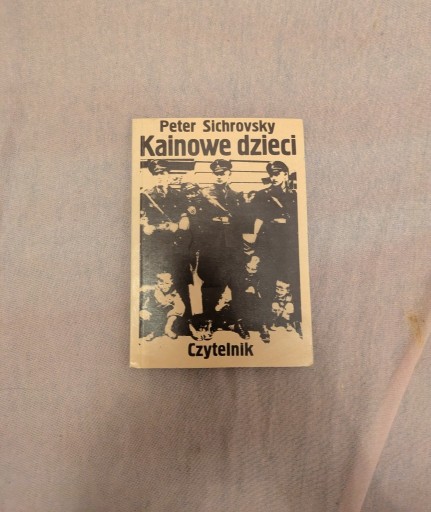 Peter Sichrovsky
Kainowe dzieci
Czytelnik